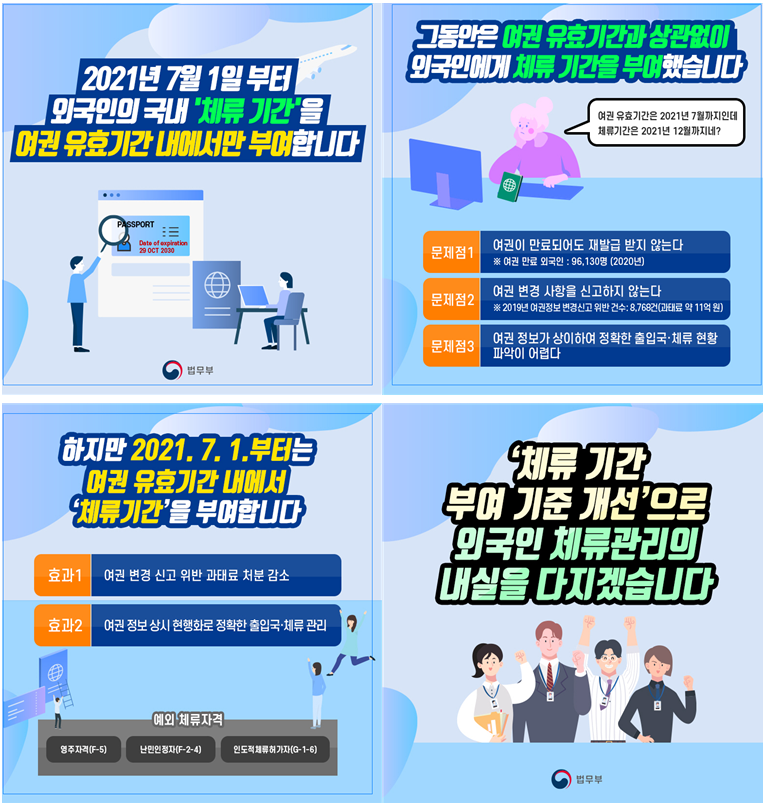 2021년 7월 1일 부터
외국인의 국내 '체류 기간'을
여권 유효기간 내에서만 부여합니다
PASSPORT
Date of expiration
29 OCT 2030
법무부
그동안은 여권 유효기간과 상관없이
외국인에게 체류 기간을 부여했습니다
여권 유효기간은 2021년 7월까지인데
체류기간은 2021년 12월까지네?
문제점1
여권이 만료되어도 재발급 받지 않는다
※ 여권 만료 외국인 : 96,130명 (2020년)
문제점2
여권 변경 사항을 신고하지 않는다
※ 2019년 여권정보 변경신고 위반 건수: 8,768건(과태료 약 11억 원)
문제점3
여권 정보가 상이하여 정확한 출입국·체류 현황
파악이 어렵다
하지만 2021. 7. 1.부터는
여권 유효기간 내에서
'체류기간'을 부여합니다
효과1
여권 변경 신고 위반 과태료 처분 감소
효과2
여권 정보 상시 현행화로 정확한 출입국·체류 관리
예외 체류자격
영주자격(F-5)
난민인정자(F-2-4)
인도적체류허가자(G-1-6)
'체류 기간
부여 기준 개선'으로
외국인 체류관리의
내실을 다지겠습니다
법무부